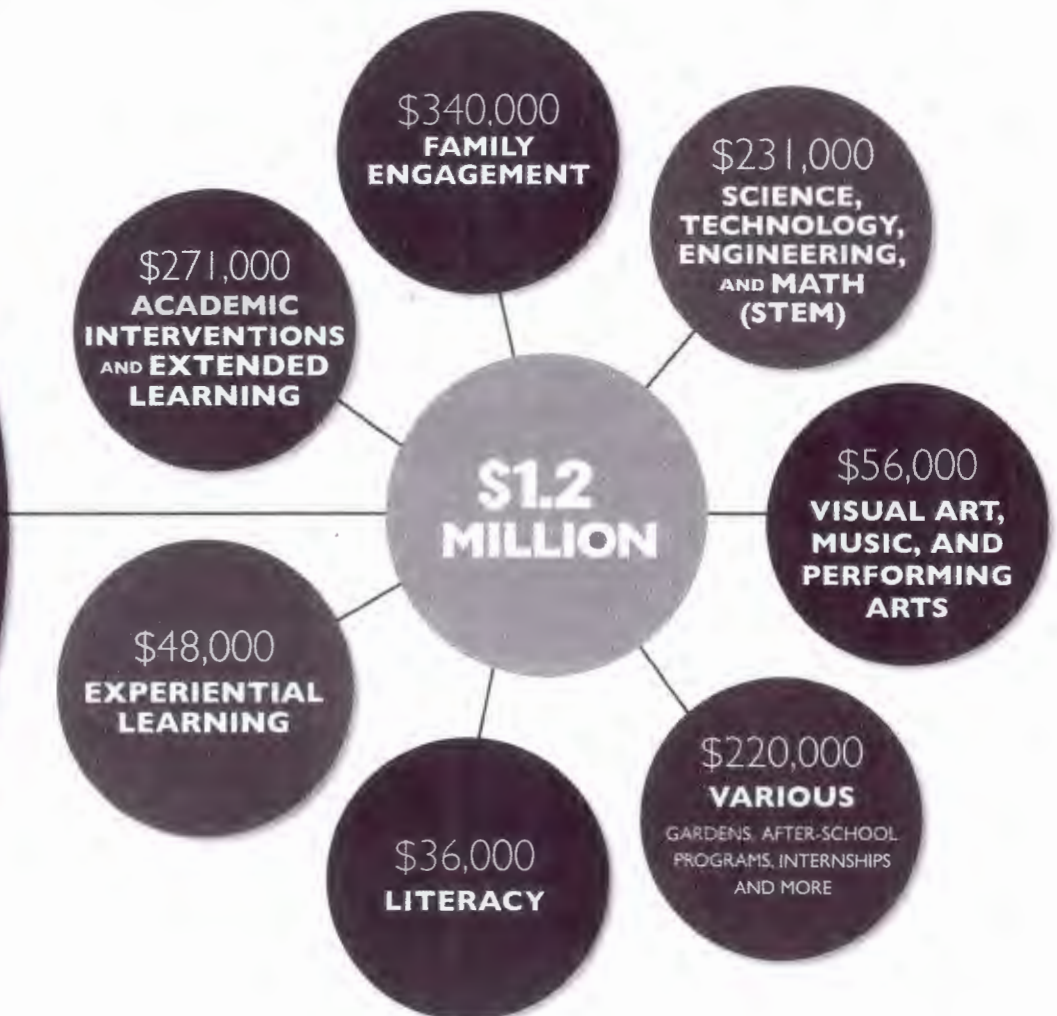 $340,000
FAMILY
ENGAGEMENT
$231,000
SCIENCE,
TECHNOLOGY,
ENGINEERING,
AND MATH
(STEM)
$271,000
ACADEMIC
INTERVENTIONS
AND EXTENDED
LEARNING
$1.2
MILLION
$56,000
VISUAL ART,
MUSIC, AND
PERFORMING
ARTS
$48,000
EXPERIENTIAL
LEARNING
$220,000
VARIOUS
GARDENS, AFTER-SCHOOL
PROGRAMS, INTERNSHIPS
AND MORE
$36,000
LITERACY